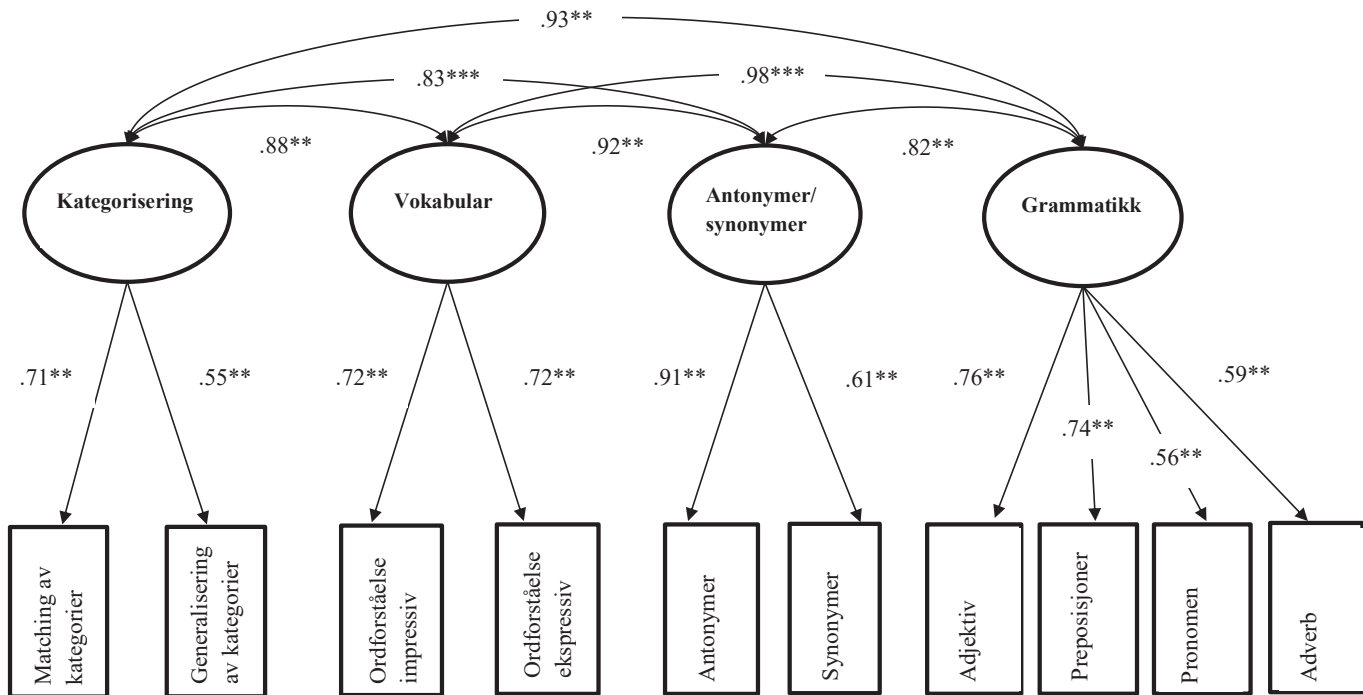 .93**
.83***
.98***
.88**
.92**
.82**
Kategorisering
Vokabular
Antonymer/
synonymer
Grammatikk
.71**
.55**
.72**
.72**
.91**
.61**
.76**
.74**
.56**
.59**
Matching av
kategorier
Generalisering
av kategorier
Ordforståelse
impressiv
Ordforståelse
ekspressiv
Antonymer
Synonymer
Adjektiv
Preposisjoner
Pronomen
Adverb